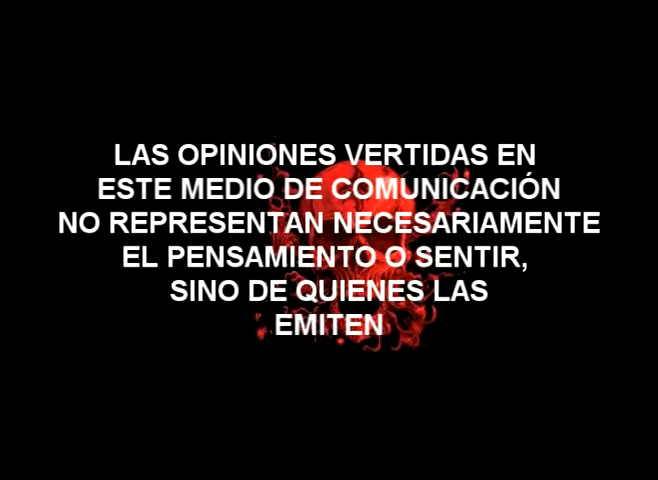 LAS OPINIONES VERTIDAS EN
ESTE MEDIO DE COMUNICACIÓN
NO REPRESENTAN NECESARIAMENTE
EL PENSAMIENTO O SENTIR,
SINO DE QUIENES LAS
EMITEN